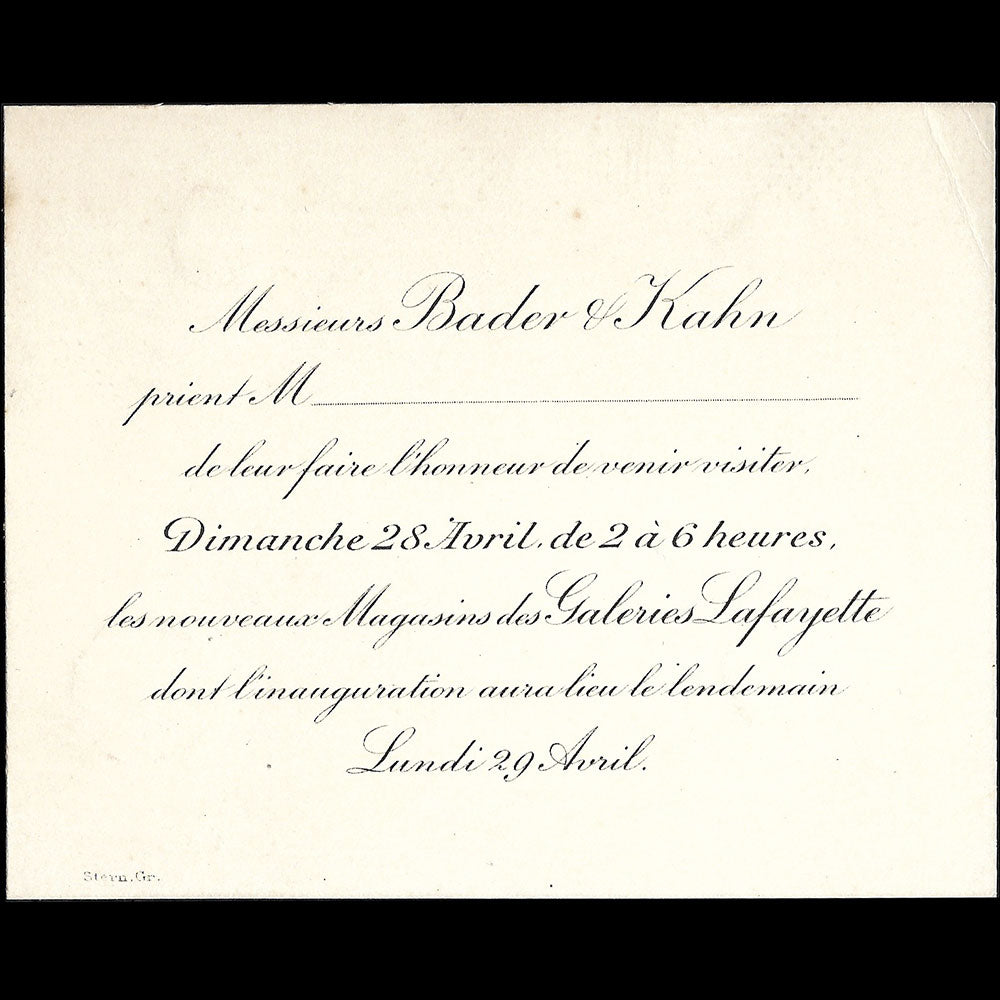 Messieurs Bader & Kahn
prient M
de leur faire l'honneur de venir visiter,
Dimanche 28 Avril, de 2 à 6 heures,
les nouveaux Magasins des Galeries Lafayette
dont l'inauguration aura lieu le lendemain
Lundi 29 Avril.
Stern, Gr.